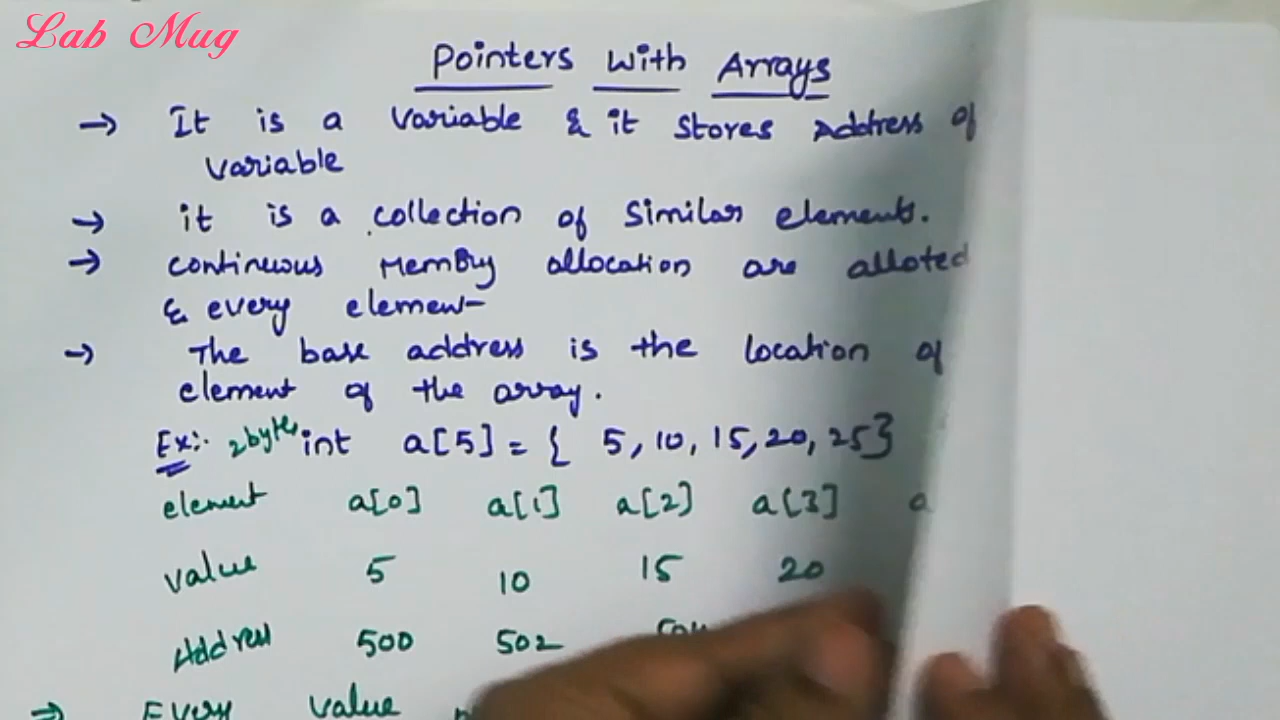 Lab Mug
Pointers With Arrays
→ It is a variable & it stores Address of
variable
→ it is a collection of similar elements.
→ continuous Memory allocation are alloted
& every element
→ The base address is the location of
element of the array.
Ex:- 2 bytes int a[5] = { 5, 10, 15, 20, 25}
element a[0] a[1] a[2] a[3] a
value 5 10 15 20
Address 500 502 504
⇒ Every value